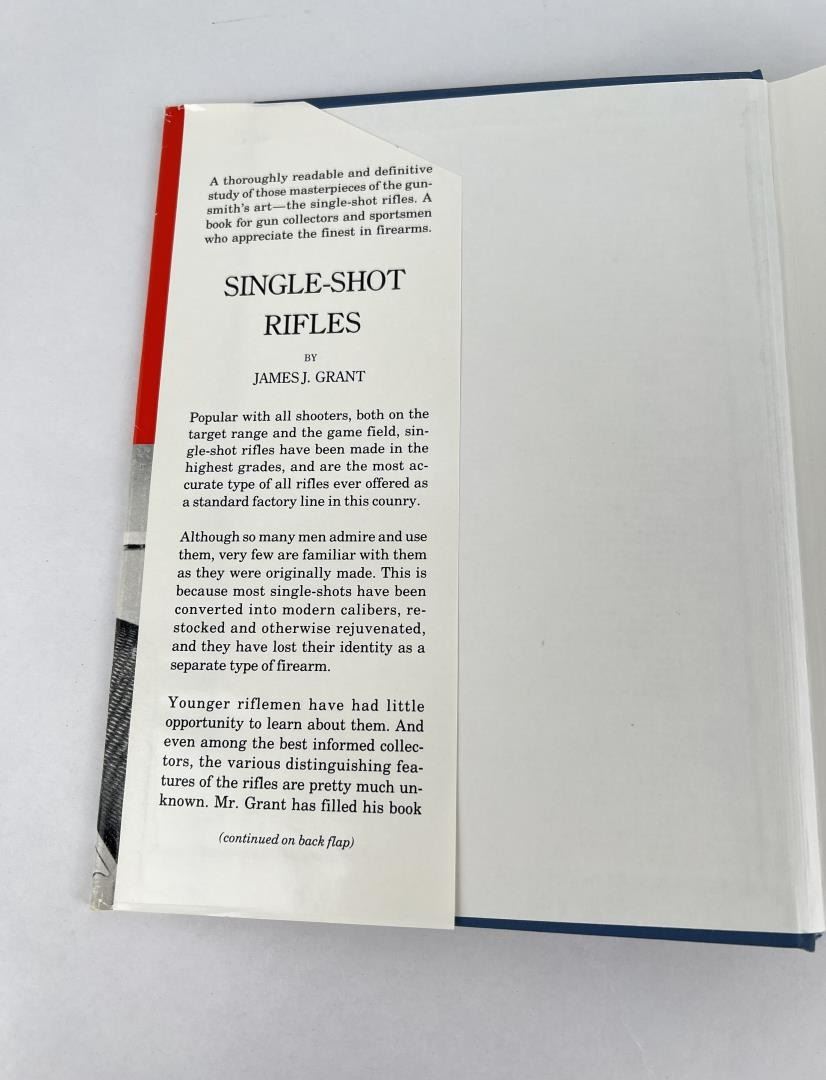 A thoroughly readable and definitive
study of those masterpieces of the gun-
smith's art—the single-shot rifles. A
book for gun collectors and sportsmen
who appreciate the finest in firearms.
SINGLE-SHOT
RIFLES
BY
JAMES J. GRANT
Popular with all shooters, both on the
target range and the game field, sin-
gle-shot rifles have been made in the
highest grades, and are the most ac-
curate type of all rifles ever offered as
a standard factory line in this counry.
Although so many men admire and use
them, very few are familiar with them
as they were originally made. This is
because most single-shots have been
converted into modern calibers, re-
stocked and otherwise rejuvenated,
and they have lost their identity as a
separate type of firearm.
Younger riflemen have had little
opportunity to learn about them. And
even among the best informed collec-
tors, the various distinguishing fea-
tures of the rifles are pretty much un-
known. Mr. Grant has filled his book
(continued on back flap)